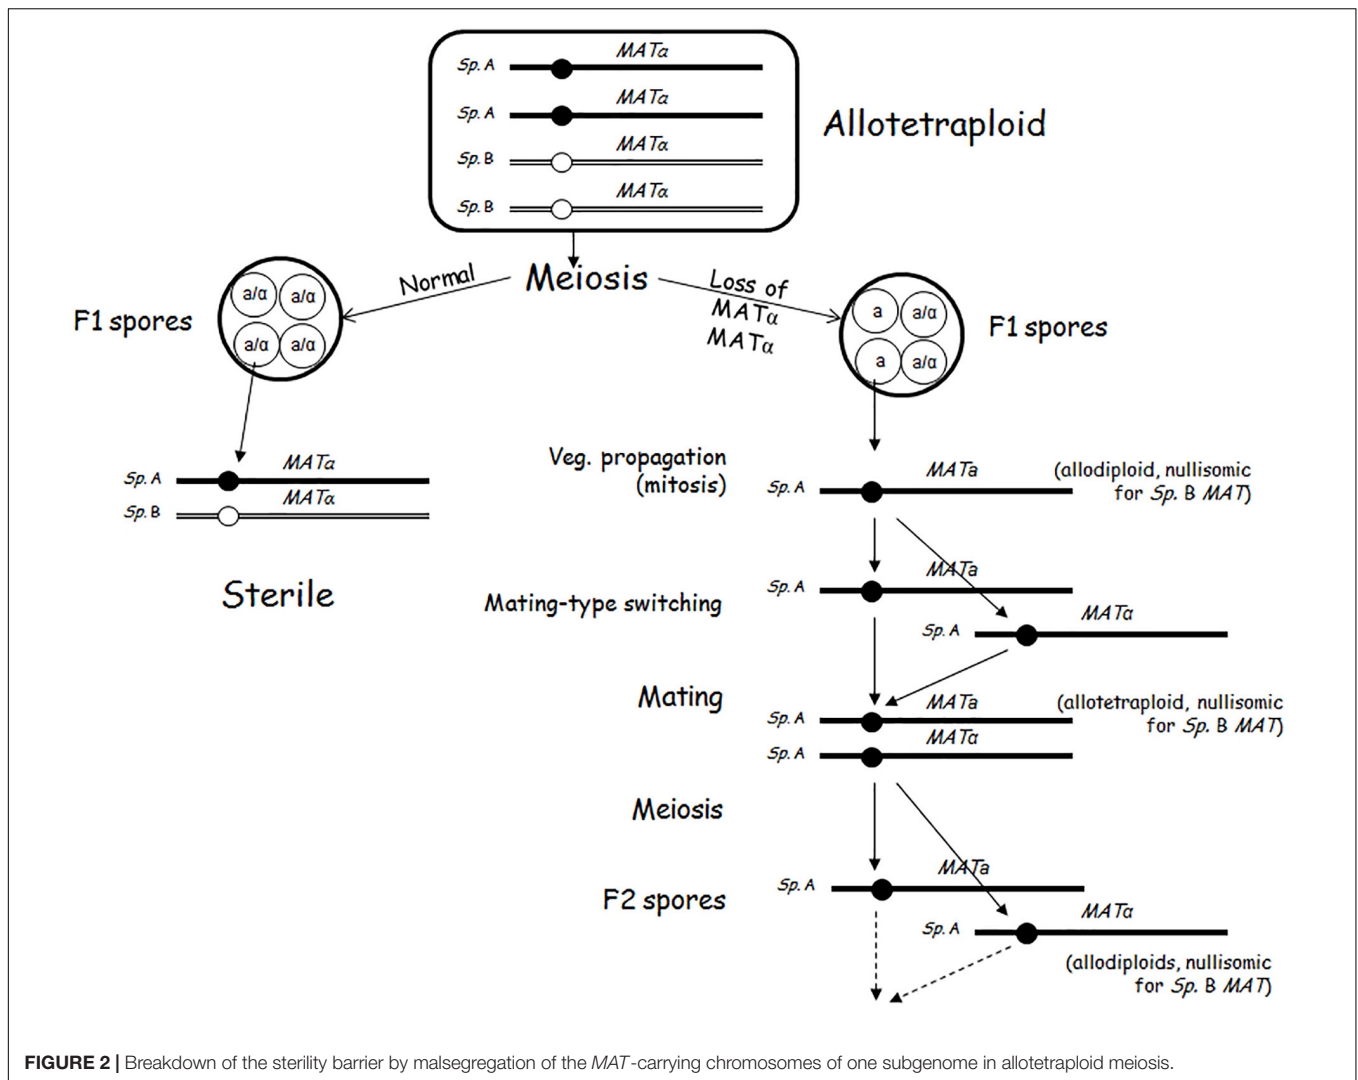 MATα
Sp. A
MATα
Sp. A
MATα
Sp. B
MATα
Sp. B
Allotetraploid
Meiosis
Normal
Loss of
MATα
MATα
F1 spores
a/α a/α
a/α a/α
F1 spores
a a/α
a a/α
Sp. A MATα
Sp. B MATα
Sterile
Veg. propagation
(mitosis)
Sp. A MATa
(allodiploid, nullisomic
for Sp. B MAT)
Mating-type switching
Sp. A MATa
Sp. A MATα
Mating
Sp. A MATa
Sp. A MATα
(allotetraploid, nullisomic
for Sp. B MAT)
Meiosis
F2 spores
Sp. A MATa
Sp. A MATα
(allodiploids, nullisomic
for Sp. B MAT)
FIGURE 2 | Breakdown of the sterility barrier by malsegregation of the MAT-carrying chromosomes of one subgenome in allotetraploid meiosis.